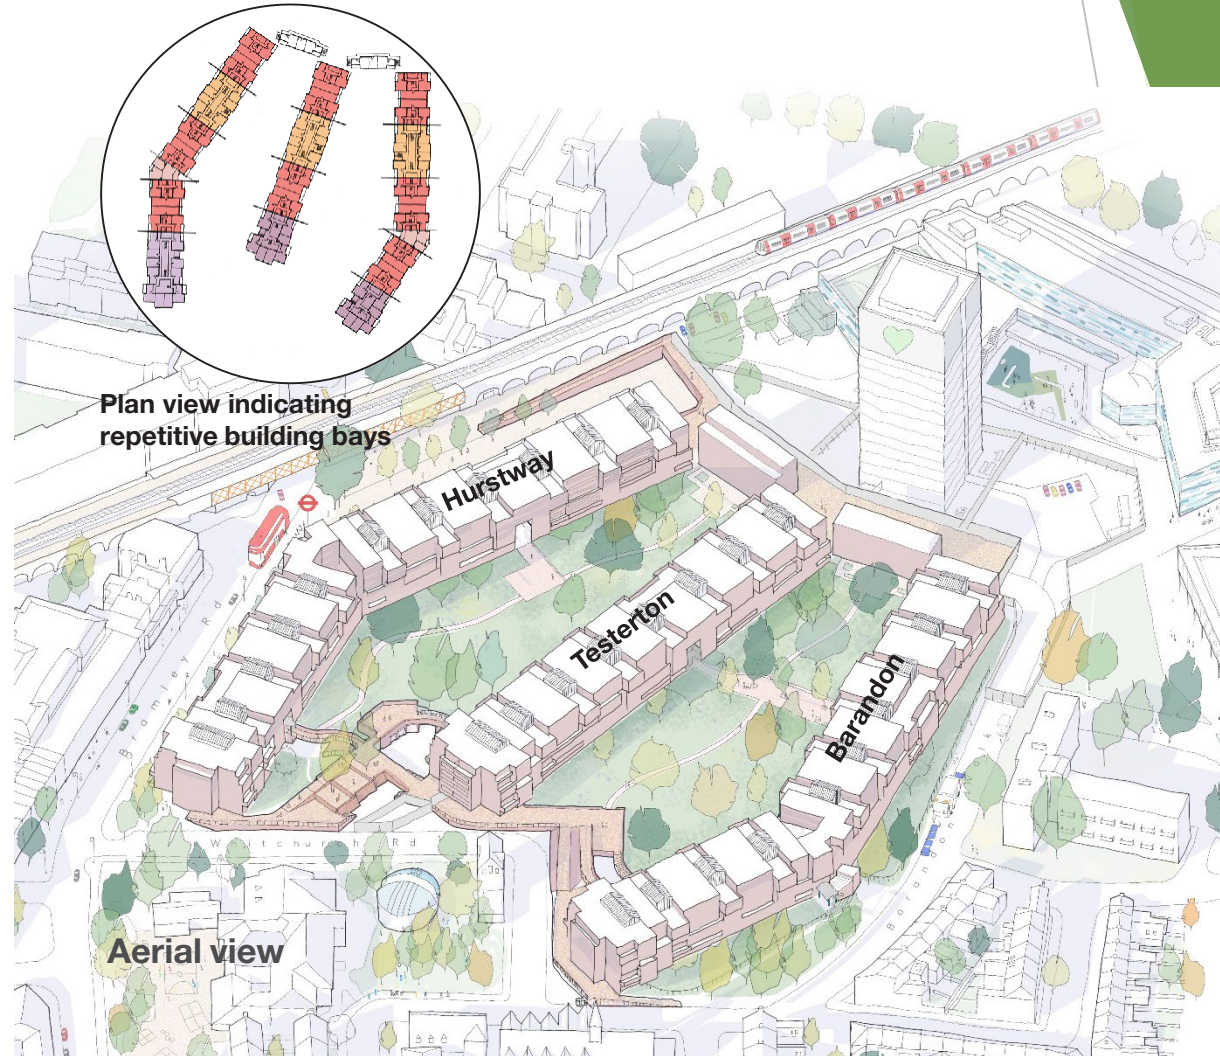 Plan view indicating
repetitive building bays
Hurstway
Testerton
Barandon
Aerial view